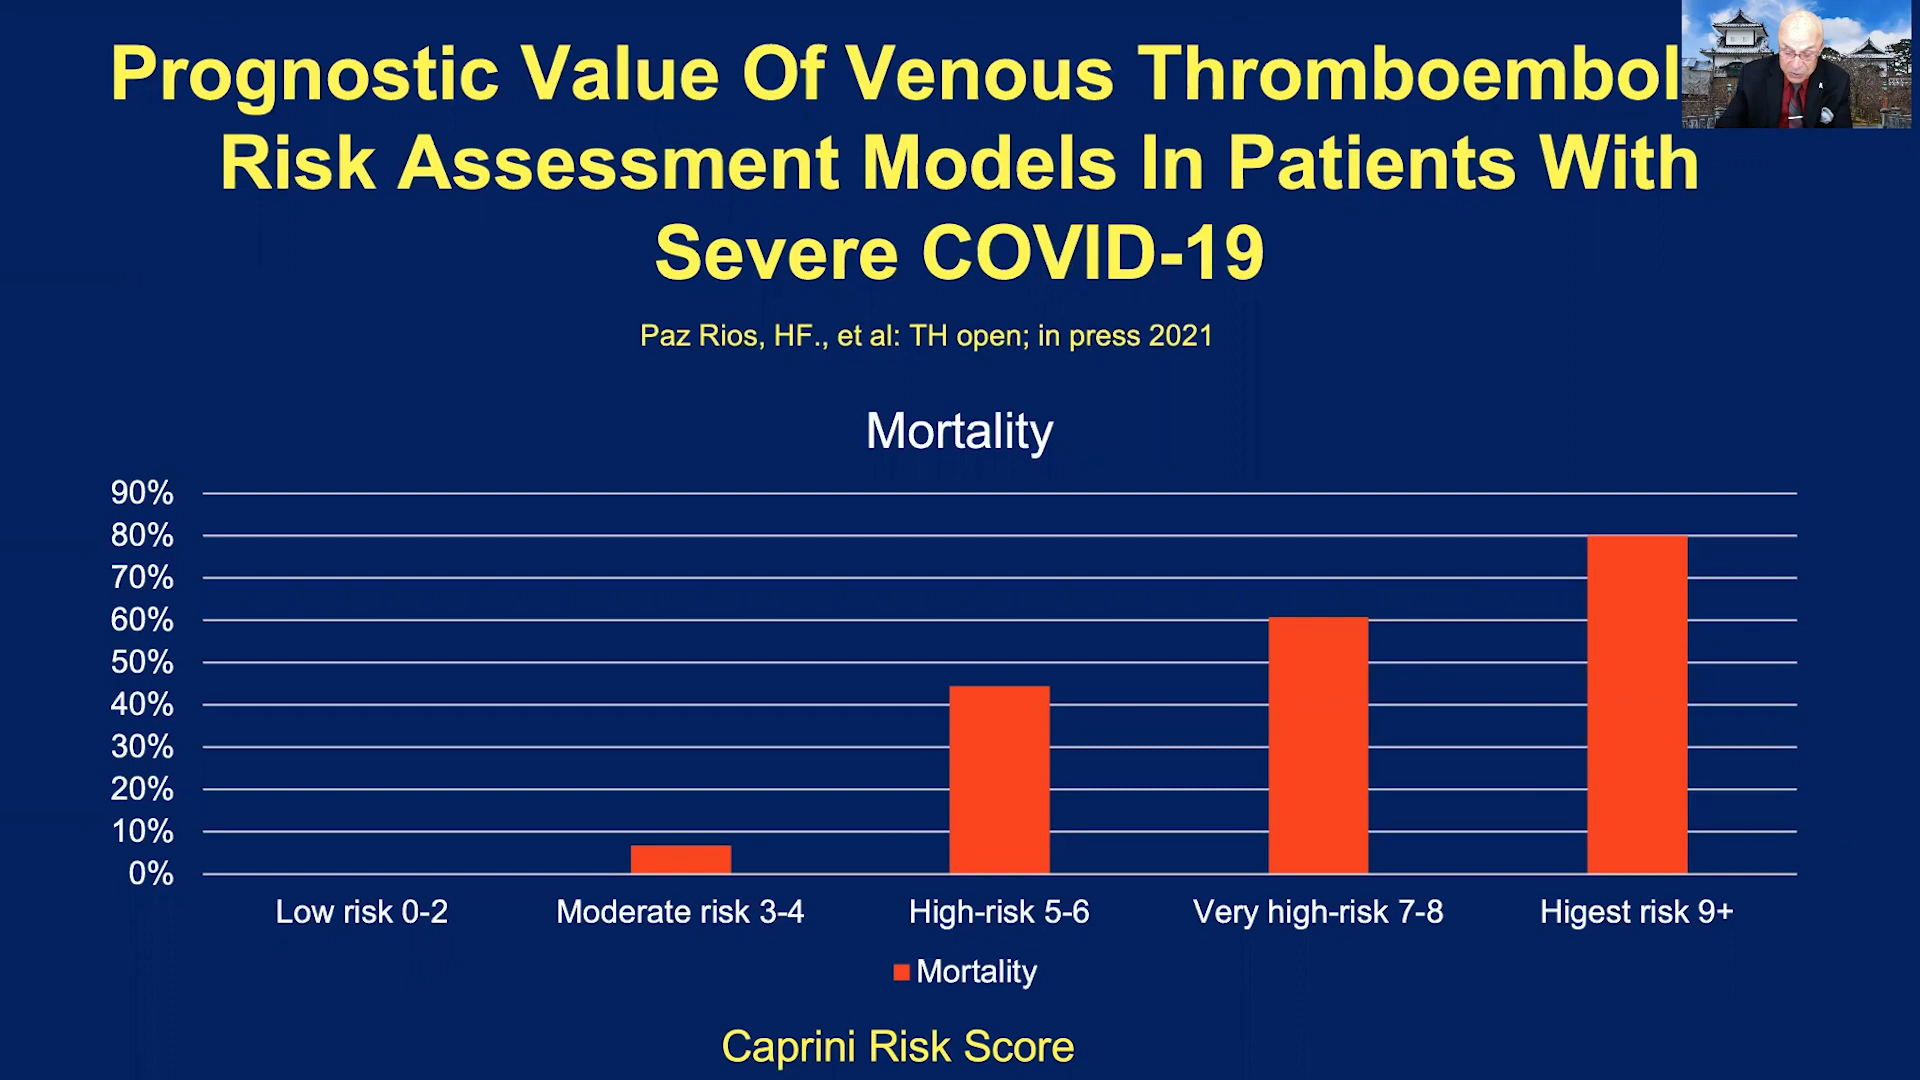 Prognostic Value Of Venous Thromboembol
Risk Assessment Models In Patients With
Severe COVID-19
Paz Rios, HF., et al: TH open; in press 2021
Mortality
90%
80%
70%
60%
50%
40%
30%
20%
10%
0%
Low risk 0-2 Moderate risk 3-4 High-risk 5-6 Very high-risk 7-8 Higest risk 9+
Mortality
Caprini Risk Score